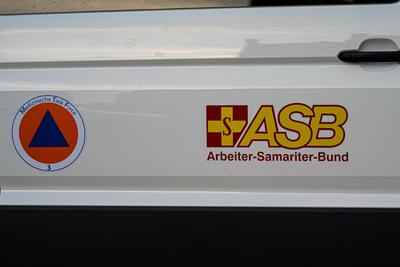 Medizinische Task Force
3
S ASB
Arbeiter-Samariter-Bund